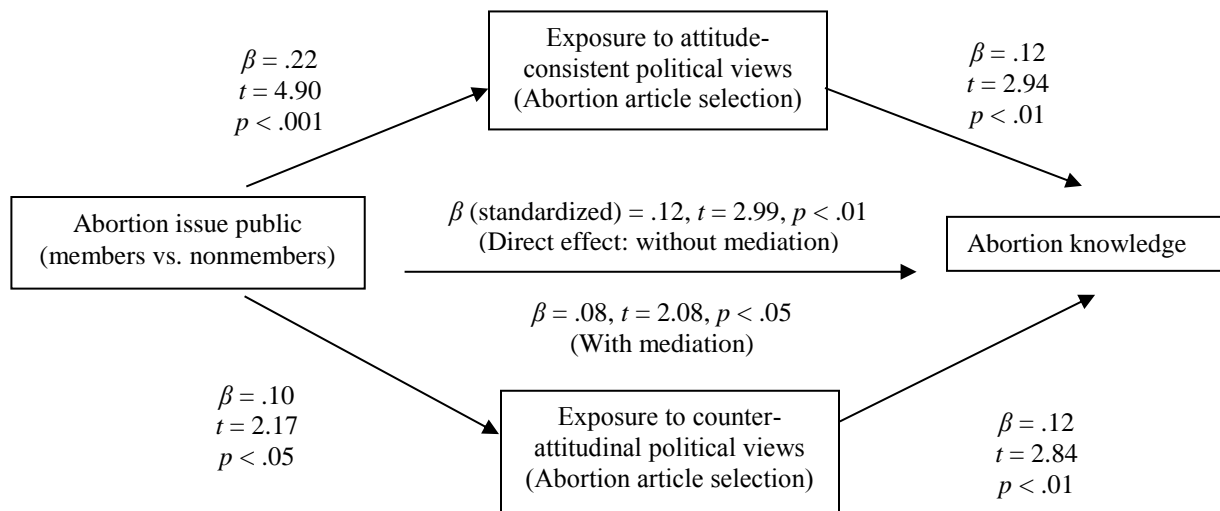 Exposure to attitude-
consistent political views
(Abortion article selection)
β = .22
t = 4.90
p < .001
β = .12
t = 2.94
p < .01
Abortion issue public
(members vs. nonmembers)
β (standardized) = .12, t = 2.99, p < .01
(Direct effect: without mediation)
Abortion knowledge
β = .08, t = 2.08, p < .05
(With mediation)
β = .10
t = 2.17
p < .05
Exposure to counter-
attitudinal political views
(Abortion article selection)
β = .12
t = 2.84
p < .01